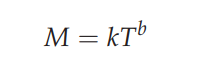 M = kT^b